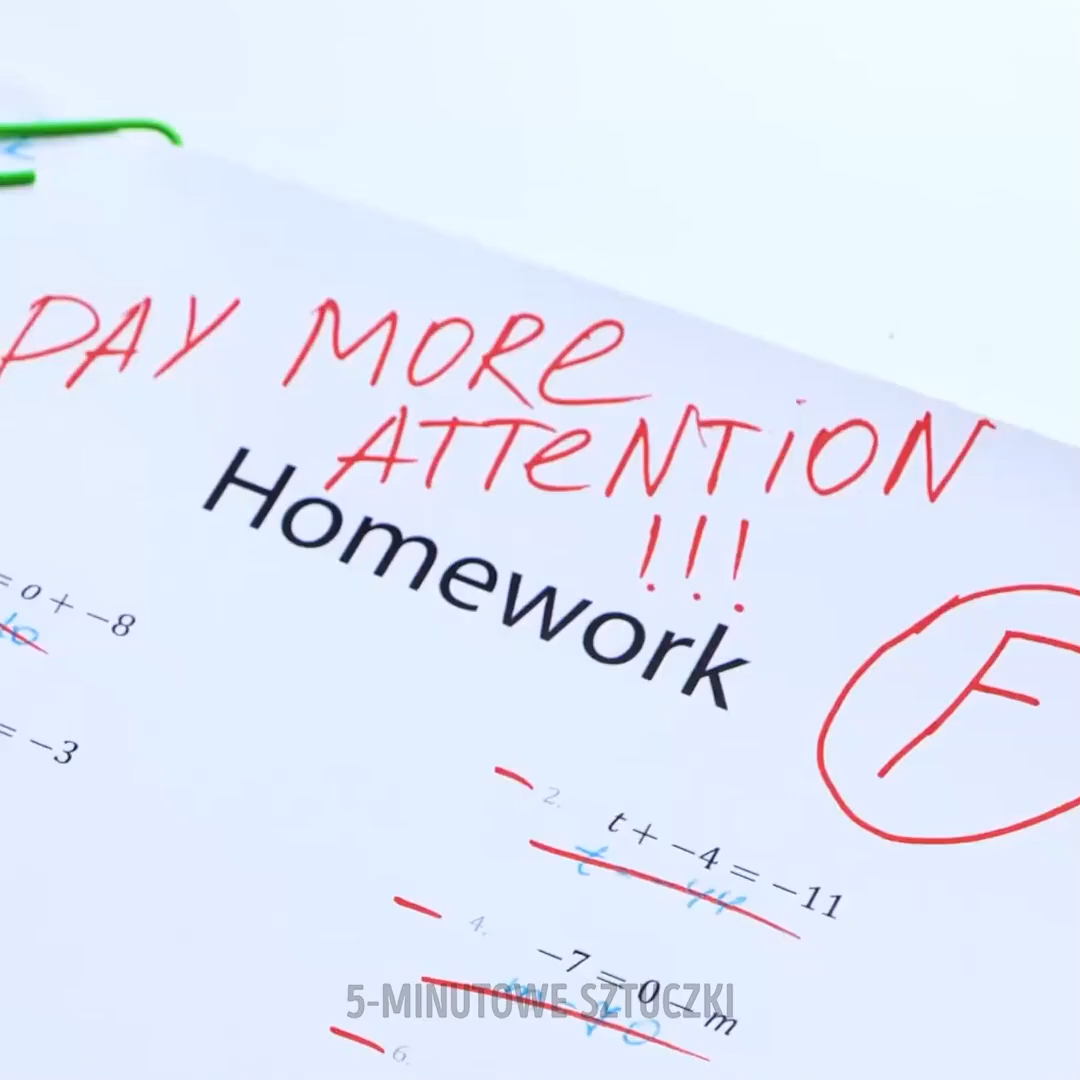 PAY MORE
ATTENTION
!!!
Homework
F
= o + −8
= −3
2. t + −4 = −11
4. −7 = 0 − m
5-MINUTOWE SZTUCZKI
6.